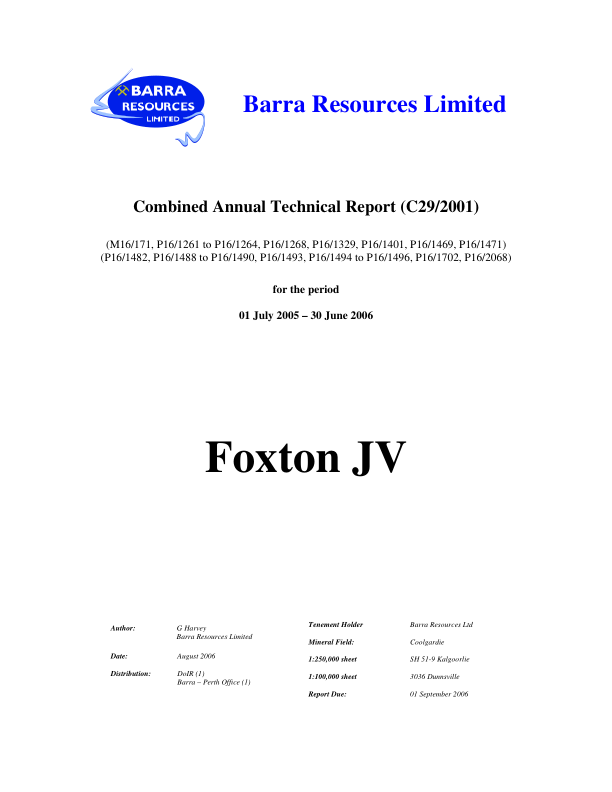 BARRA
RESOURCES
LIMITED
Barra Resources Limited
Combined Annual Technical Report (C29/2001)
(M16/171, P16/1261 to P16/1264, P16/1268, P16/1329, P16/1401, P16/1469, P16/1471)
(P16/1482, P16/1488 to P16/1490, P16/1493, P16/1494 to P16/1496, P16/1702, P16/2068)
for the period
01 July 2005 – 30 June 2006
Foxton JV
Author: G Harvey
Barra Resources Limited
Date: August 2006
Distribution: DoIR (1)
Barra – Perth Office (1)
Tenement Holder Barra Resources Ltd
Mineral Field: Coolgardie
1:250,000 sheet SH 51-9 Kalgoorlie
1:100,000 sheet 3036 Dunnsville
Report Due: 01 September 2006